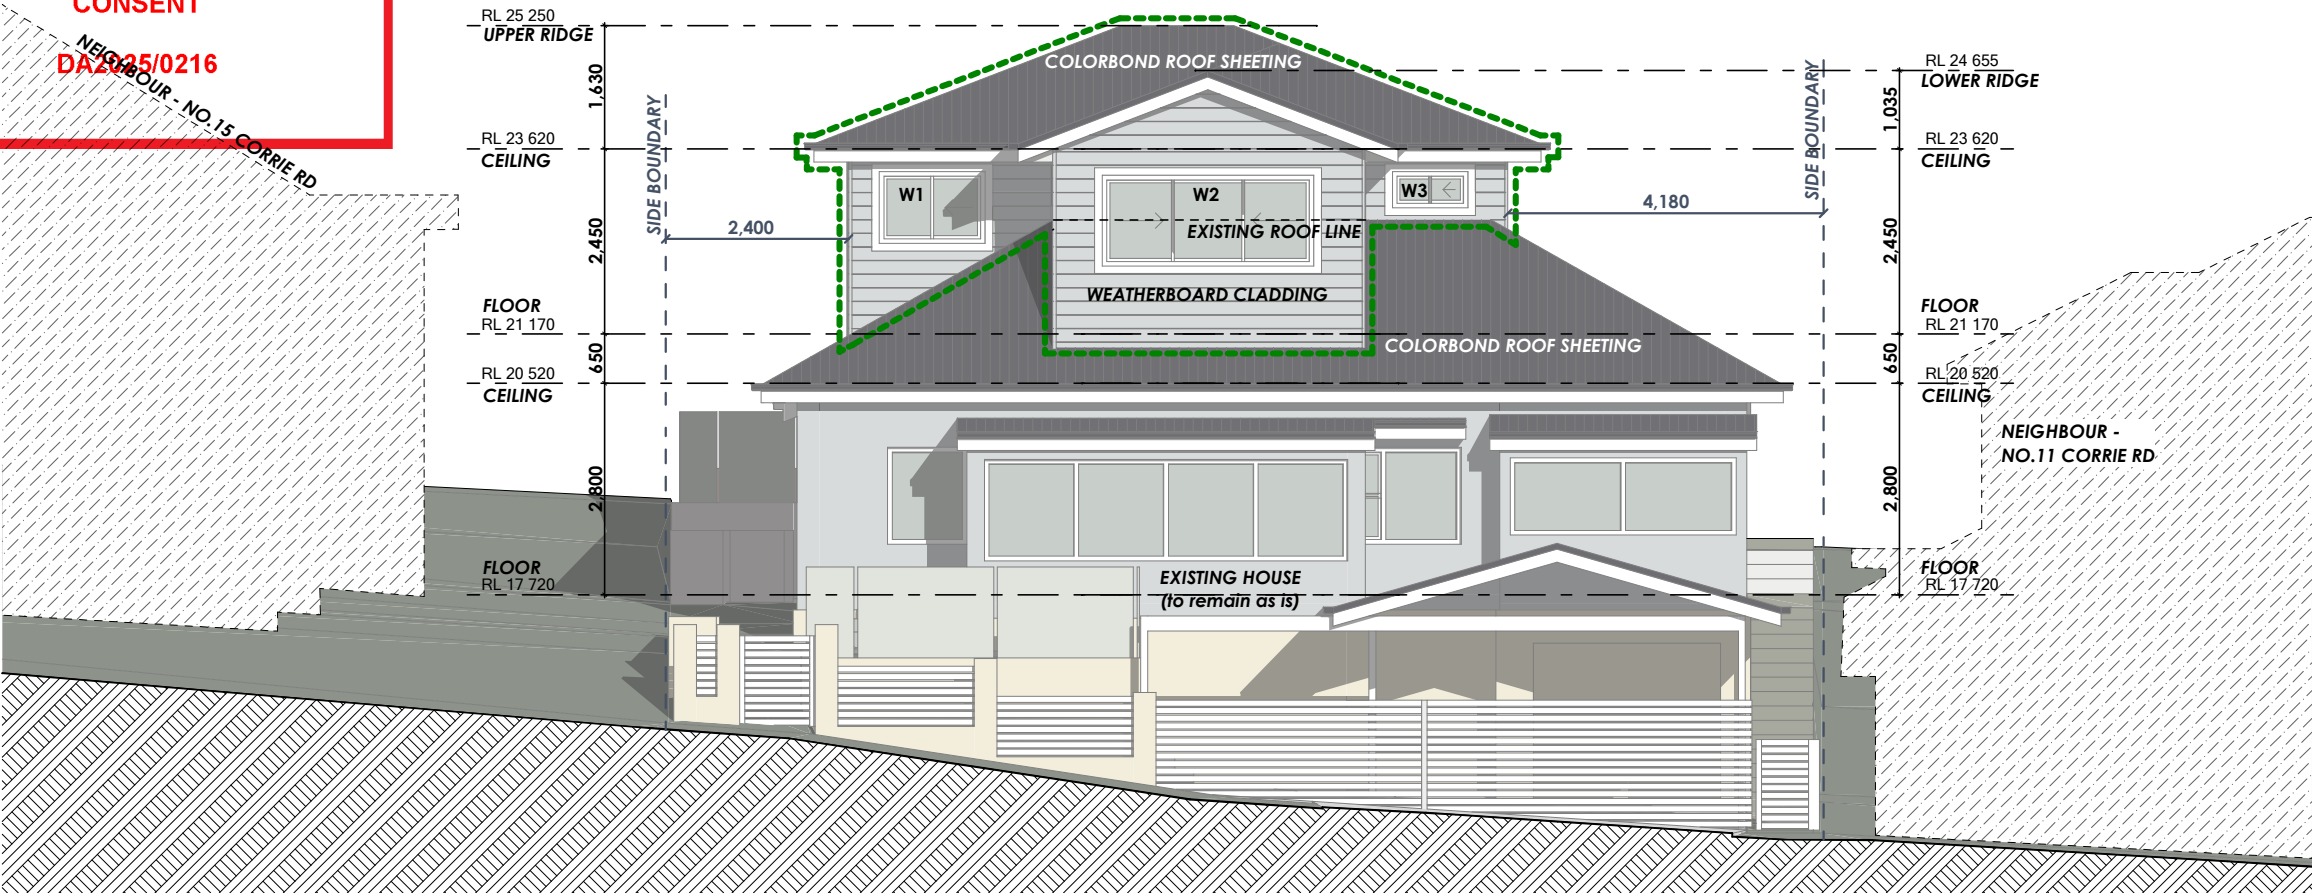 CONSENT
DA2025/0216
NEIGHBOUR - NO.15 CORRIE RD
RL 25 250
UPPER RIDGE
1,630
RL 23 620
CEILING
2,450
FLOOR
RL 21 170
650
RL 20 520
CEILING
2,800
FLOOR
RL 17 720
SIDE BOUNDARY
2,400
COLORBOND ROOF SHEETING
W1
W2
W3
EXISTING ROOF LINE
WEATHERBOARD CLADDING
COLORBOND ROOF SHEETING
EXISTING HOUSE
(to remain as is)
4,180
SIDE BOUNDARY
RL 24 655
LOWER RIDGE
1,035
RL 23 620
CEILING
2,450
FLOOR
RL 21 170
650
RL 20 520
CEILING
2,800
FLOOR
RL 17 720
NEIGHBOUR -
NO.11 CORRIE RD